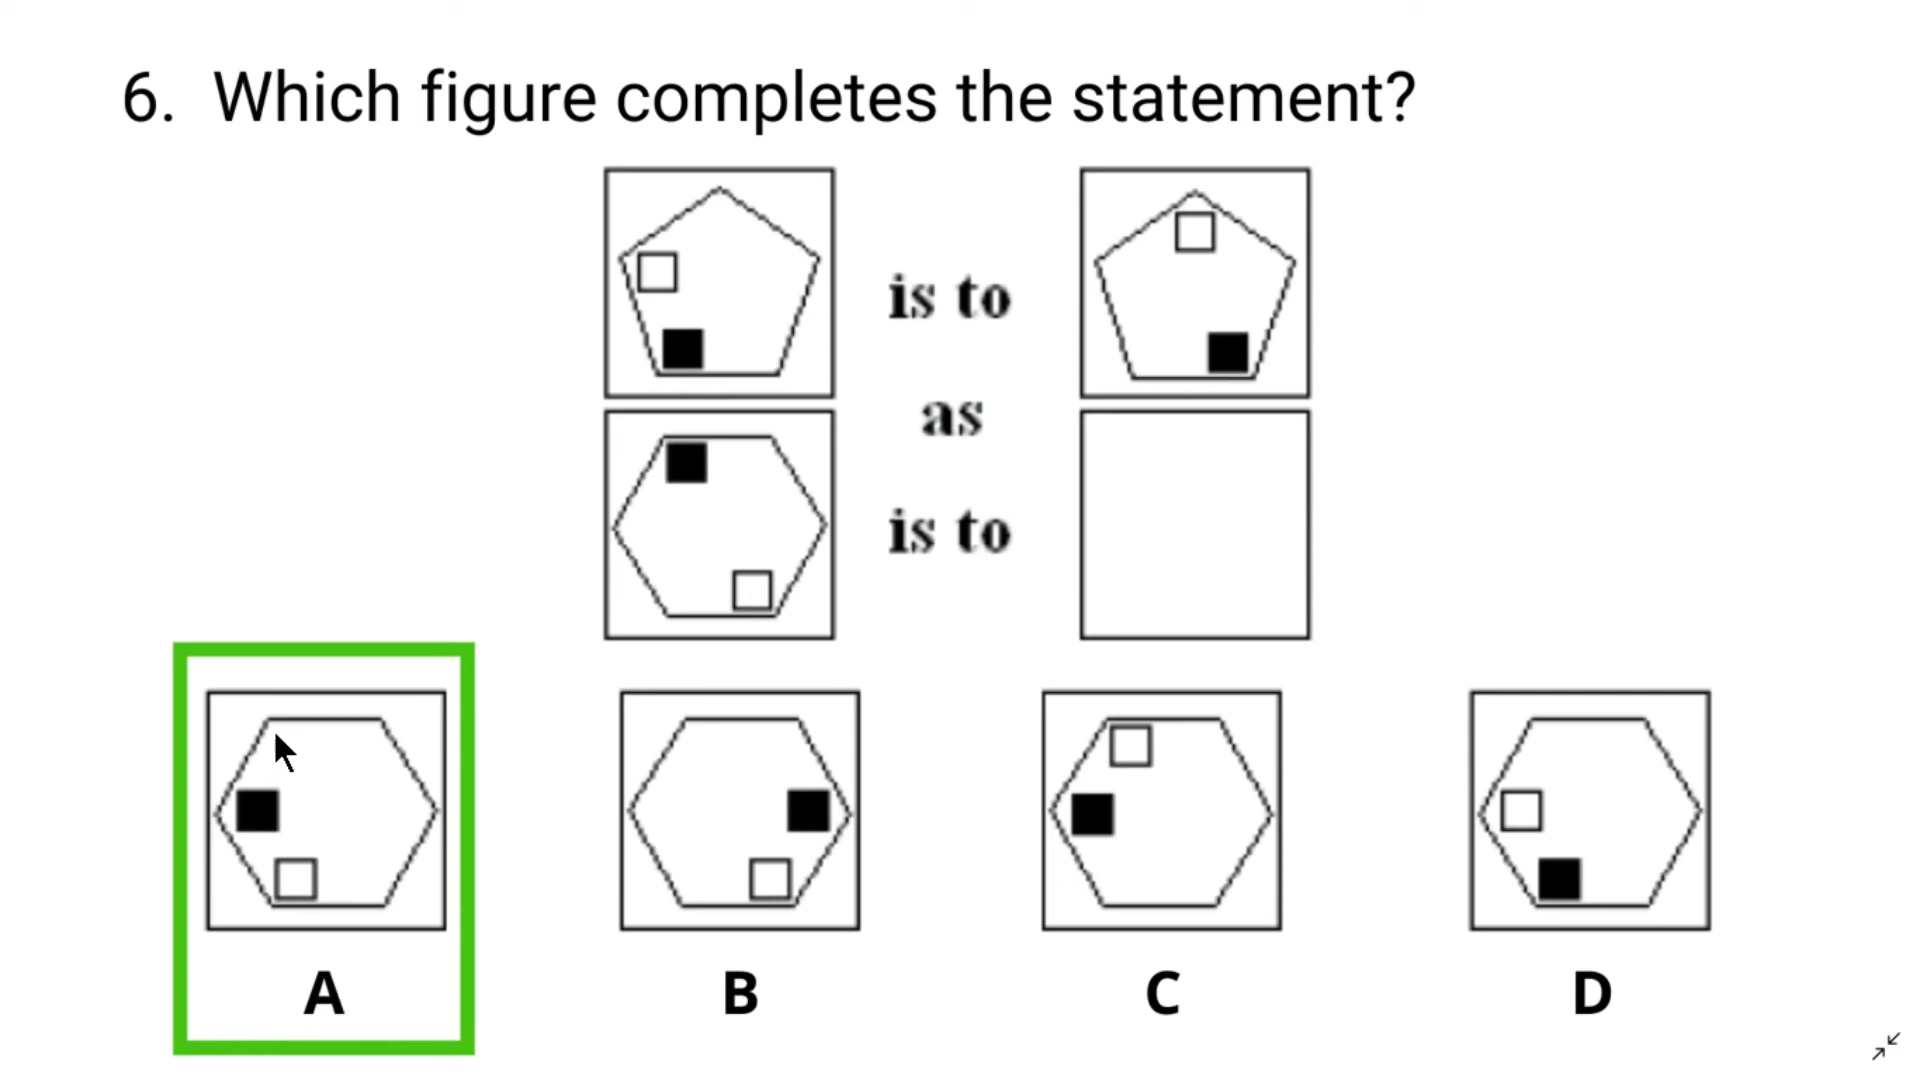 6. Which figure completes the statement?
is to
as
is to
A
B
C
D